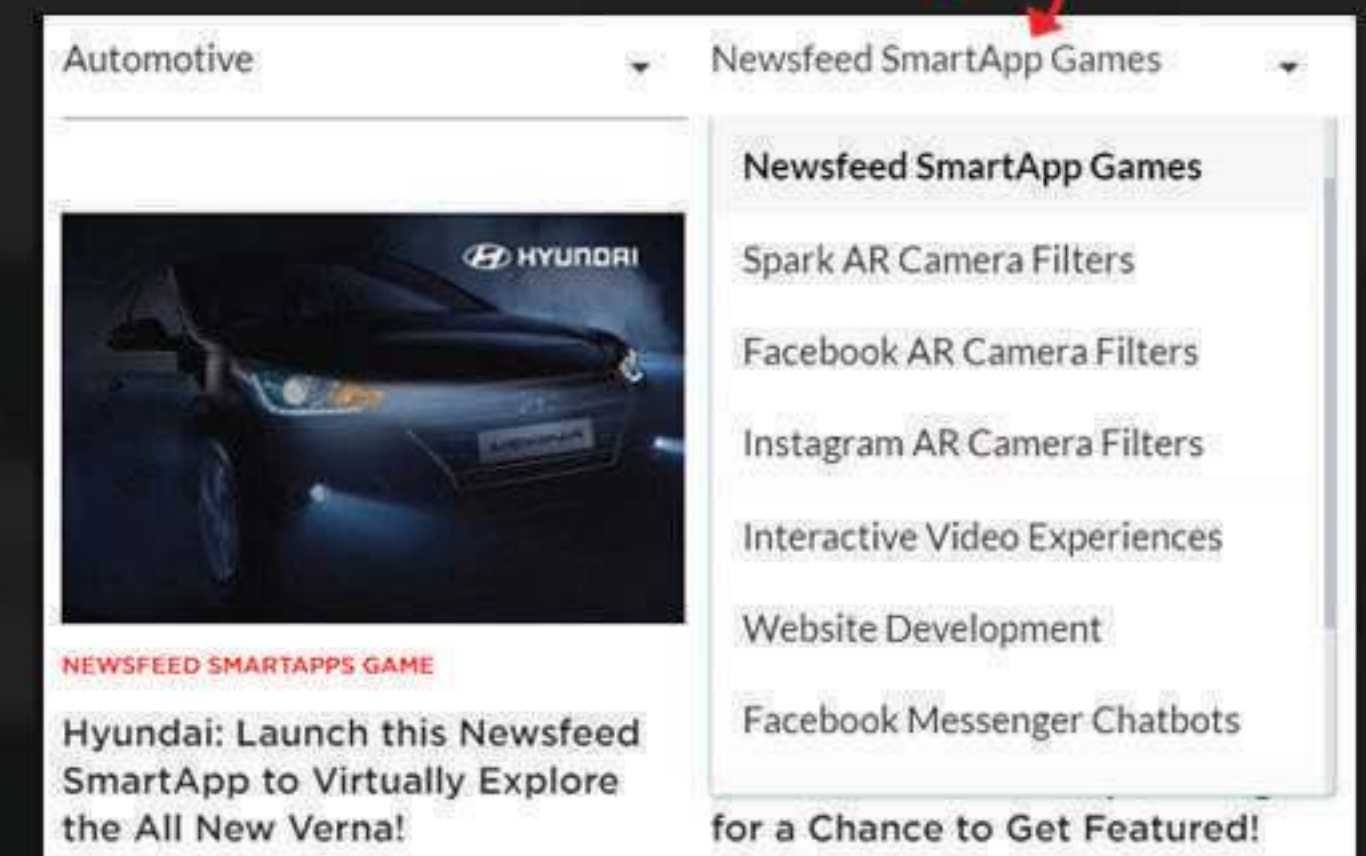 Automotive
Newsfeed SmartApp Games
Newsfeed SmartApp Games
Spark AR Camera Filters
Facebook AR Camera Filters
Instagram AR Camera Filters
Interactive Video Experiences
Website Development
Facebook Messenger Chatbots
HYUNDAI
VERNA
NEWSFEED SMARTAPPS GAME
Hyundai: Launch this Newsfeed
SmartApp to Virtually Explore
the All New Verna!
for a Chance to Get Featured!